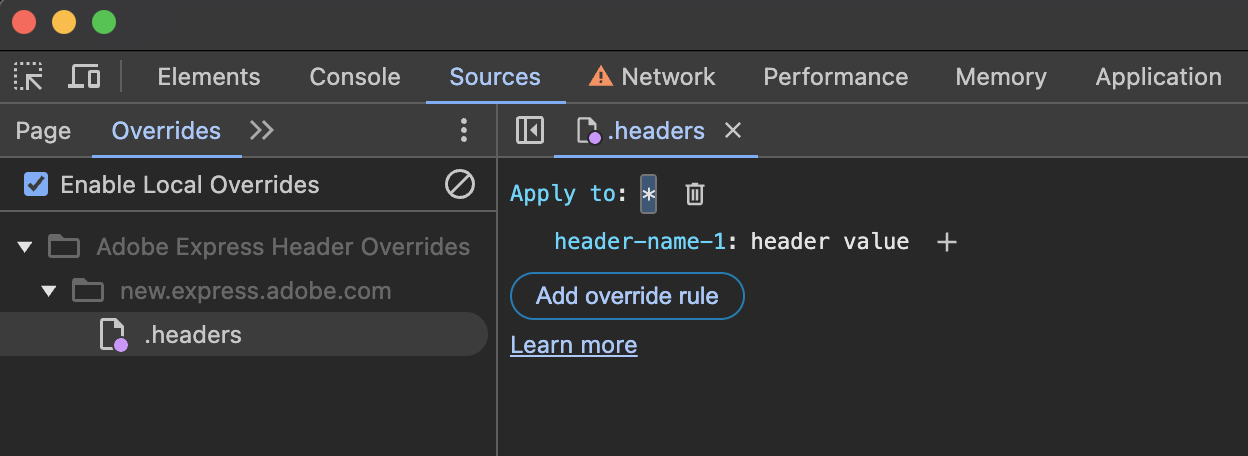 Elements Console Sources Network Performance Memory Application
Page Overrides
.headers
Enable Local Overrides
Adobe Express Header Overrides
new.express.adobe.com
.headers
Apply to: *
header-name-1: header value
Add override rule
Learn more